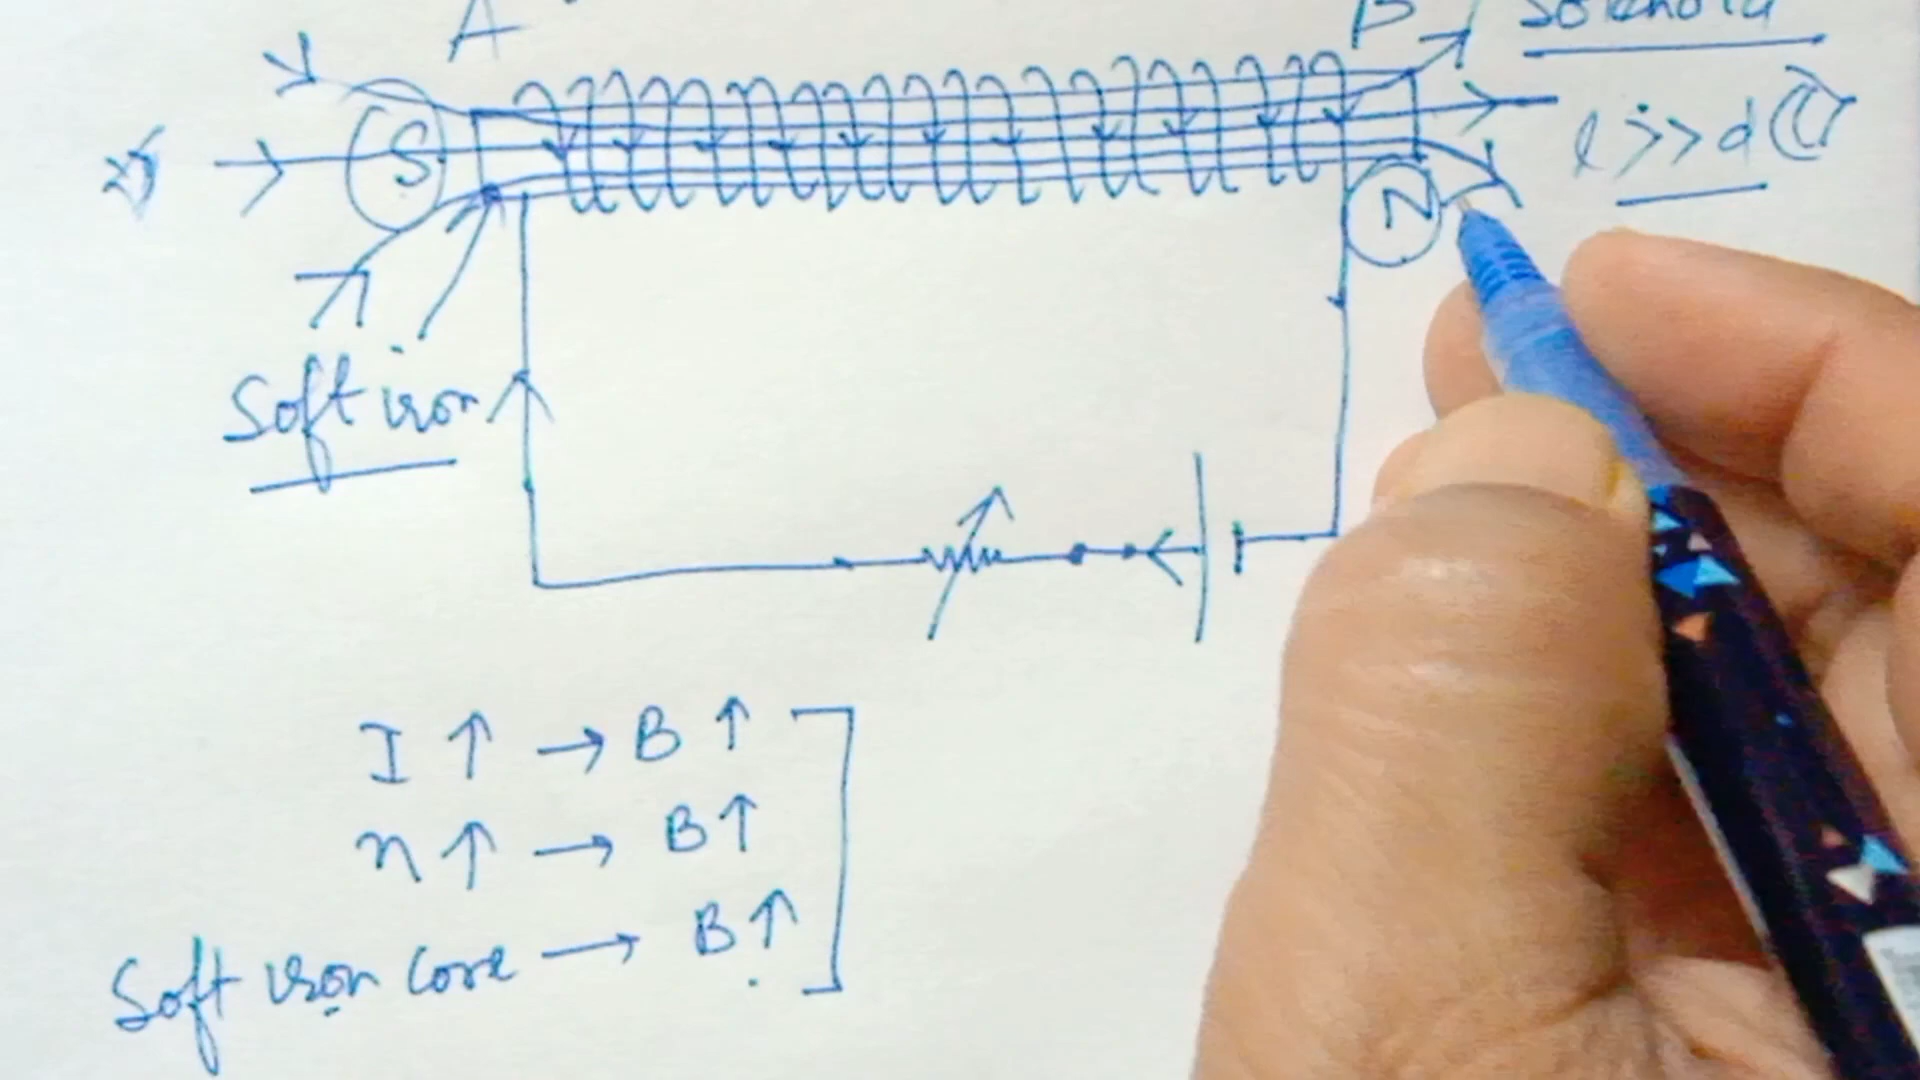 A
B
Solenoid
S
l >> d
N
Soft iron
I ↑ → B ↑
n ↑ → B ↑
Soft iron core → B ↑